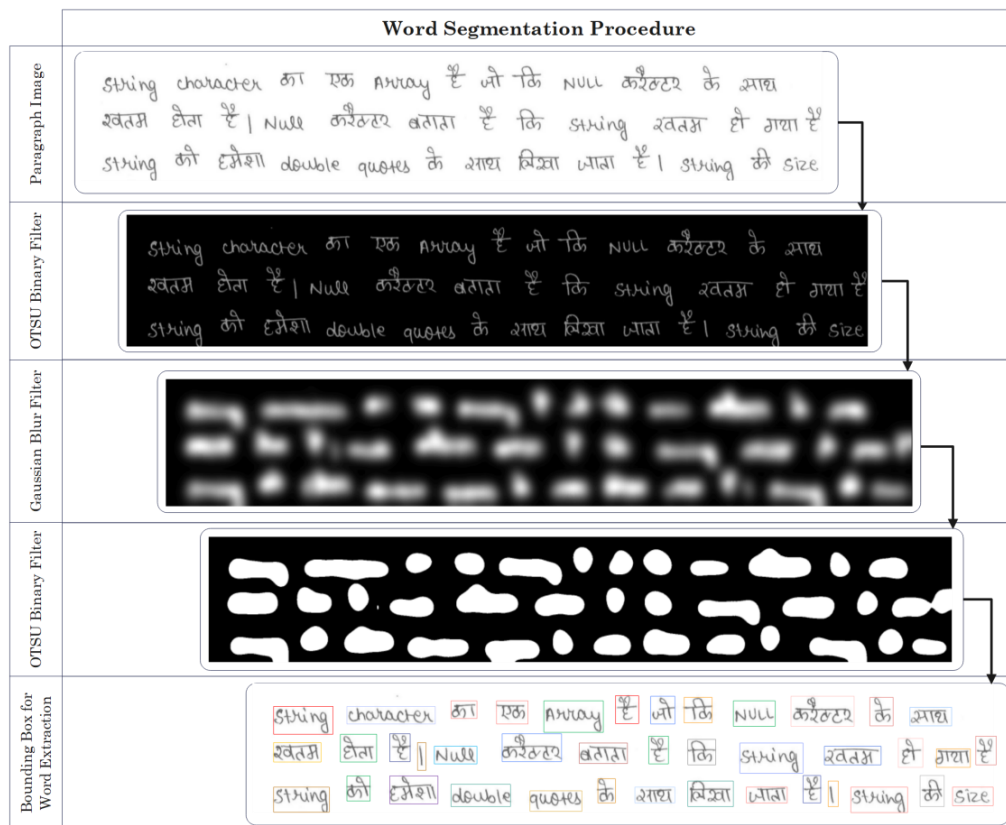 Word Segmentation Procedure
Paragraph Image
String character का एक Array है जो कि NULL करैक्टर के साथ
खतम होता है | Null करैक्टर बताता है कि string खतम हो गया है
string को हमेशा double quotes के साथ लिखा जाता है | string की size
OTSU Binary Filter
String character का एक Array है जो कि NULL करैक्टर के साथ
खतम होता है | Null करैक्टर बताता है कि string खतम हो गया है
string को हमेशा double quotes के साथ लिखा जाता है | string की size
Gaussian Blur Filter
OTSU Binary Filter
Bounding Box for
Word Extraction
String character का एक Array है जो कि NULL करैक्टर के साथ
खतम होता है | Null करैक्टर बताता है कि string खतम हो गया है
string को हमेशा double quotes के साथ लिखा जाता है | string की size